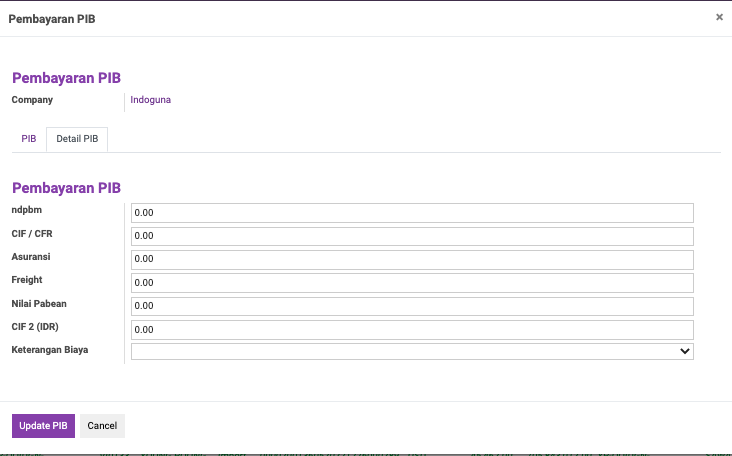 Pembayaran PIB ×
Pembayaran PIB
Company Indoguna
PIB Detail PIB
Pembayaran PIB
ndpbm 0.00
CIF / CFR 0.00
Asuransi 0.00
Freight 0.00
Nilai Pabean 0.00
CIF 2 (IDR) 0.00
Keterangan Biaya
Update PIB Cancel